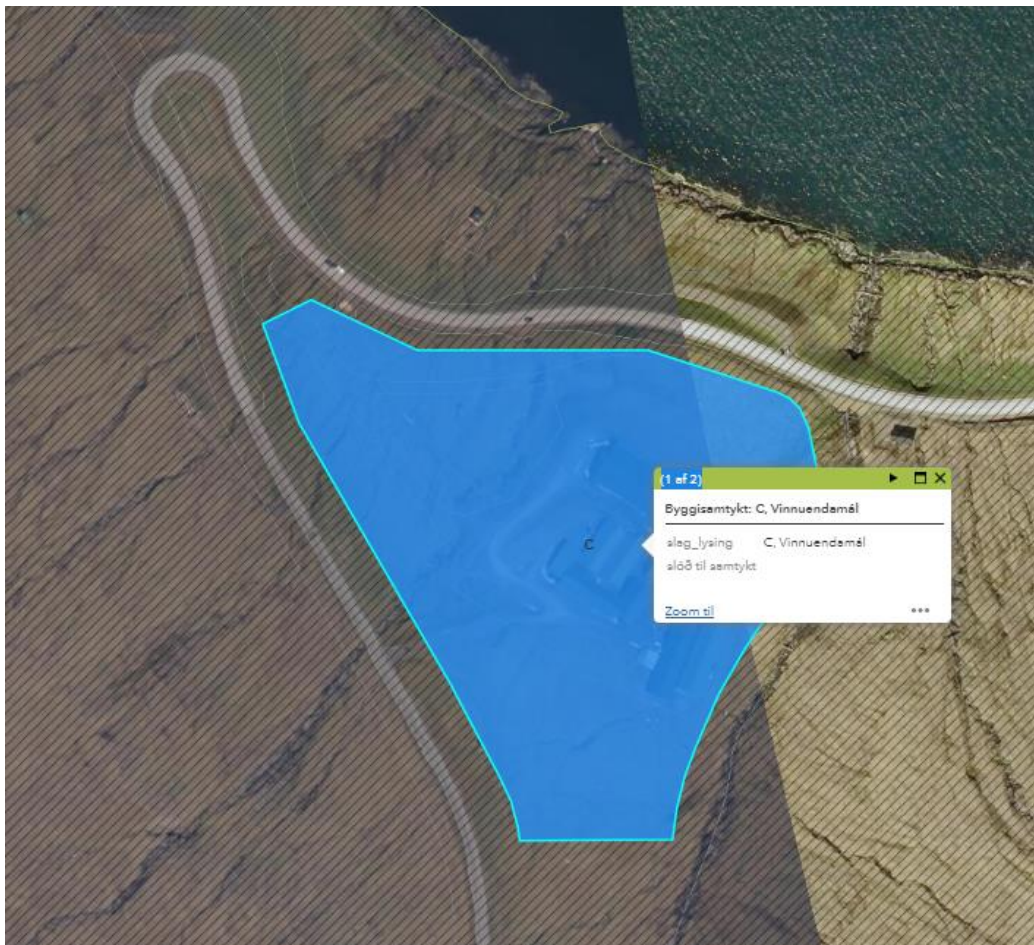 (1 af 2)
Byggisamtykt: C, Vinnuendamál
slag_lysing C, Vinnuendamál
slóð til samtykt
Zoom til
C